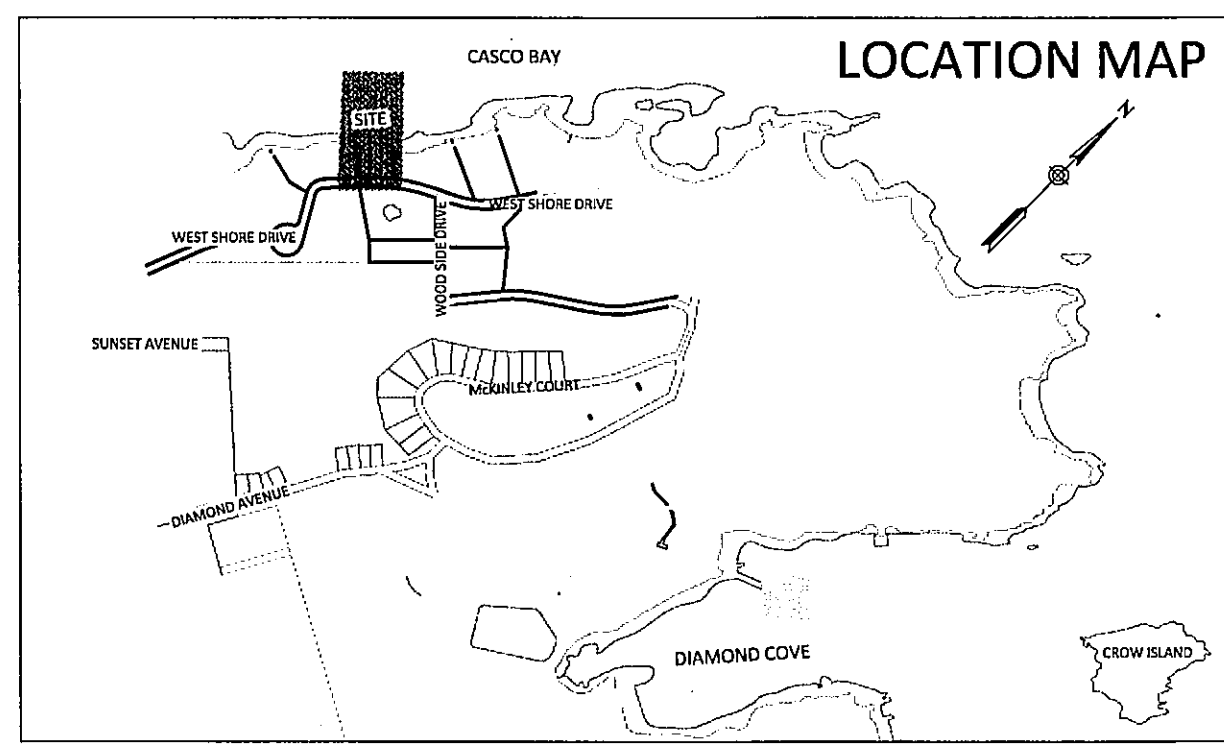 LOCATION MAP
CASCO BAY
N
SITE
WEST SHORE DRIVE
WEST SHORE DRIVE
WOOD SIDE DRIVE
SUNSET AVENUE
McKINLEY COURT
DIAMOND AVENUE
DIAMOND COVE
CROW ISLAND